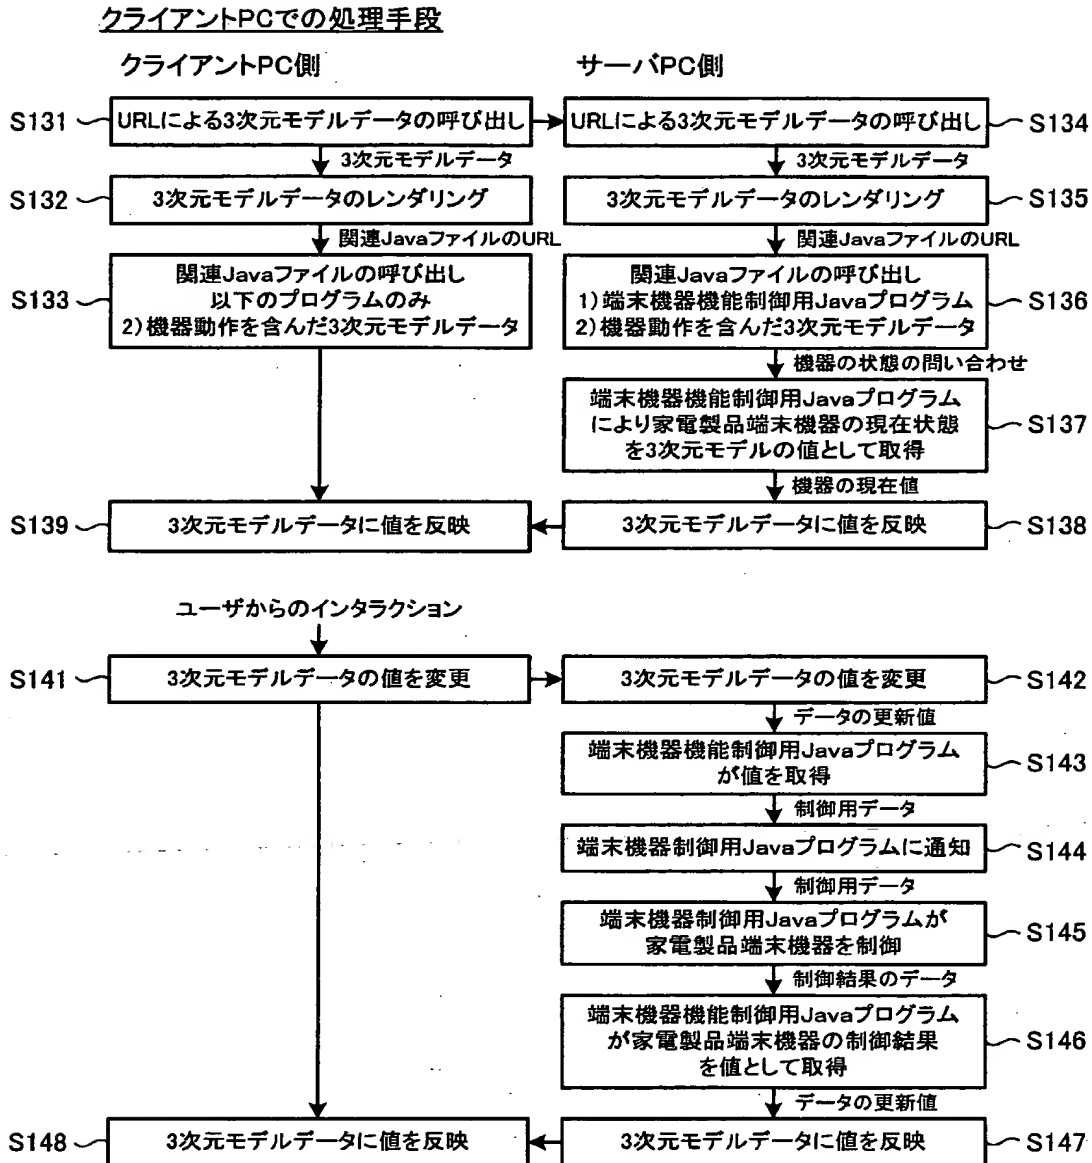 クライアントPCでの処理手段
クライアントPC側
サーバPC側
S131
URLによる3次元モデルデータの呼び出し
URLによる3次元モデルデータの呼び出し
S134
3次元モデルデータ
3次元モデルデータ
S132
3次元モデルデータのレンダリング
3次元モデルデータのレンダリング
S135
関連JavaファイルのURL
関連JavaファイルのURL
S133
関連Javaファイルの呼び出し
以下のプログラムのみ
2)機器動作を含んだ3次元モデルデータ
関連Javaファイルの呼び出し
1)端末機器機能制御用Javaプログラム
2)機器動作を含んだ3次元モデルデータ
S136
機器の状態の問い合わせ
端末機器機能制御用Javaプログラム
により家電製品端末機器の現在状態
を3次元モデルの値として取得
S137
機器の現在値
S139
3次元モデルデータに値を反映
3次元モデルデータに値を反映
S138
ユーザからのインタラクション
S141
3次元モデルデータの値を変更
3次元モデルデータの値を変更
S142
データの更新値
端末機器機能制御用Javaプログラム
が値を取得
S143
制御用データ
端末機器制御用Javaプログラムに通知
S144
制御用データ
端末機器制御用Javaプログラムが
家電製品端末機器を制御
S145
制御結果のデータ
端末機器機能制御用Javaプログラム
が家電製品端末機器の制御結果
を値として取得
S146
データの更新値
S148
3次元モデルデータに値を反映
3次元モデルデータに値を反映
S147